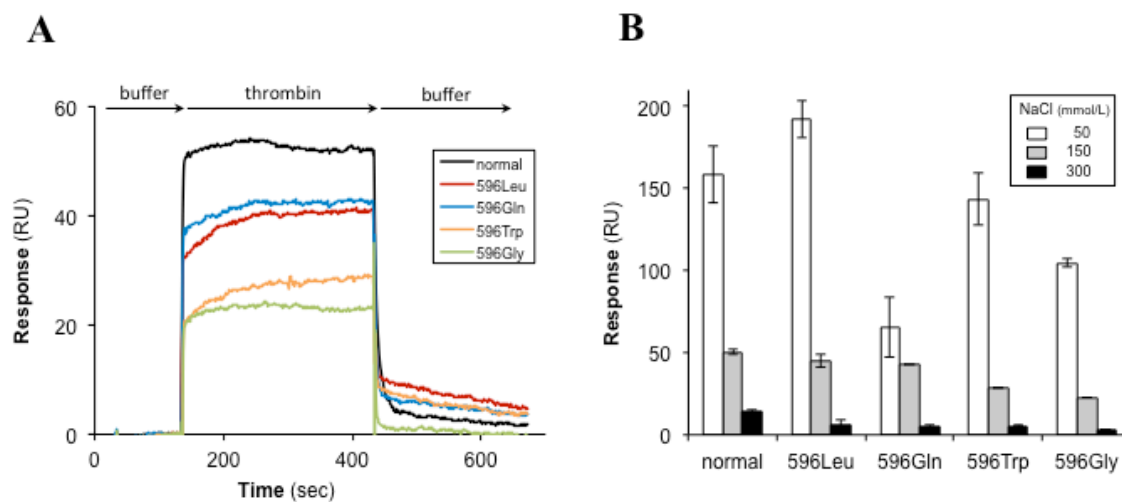 A
buffer thrombin buffer
60
40
20
0
0 200 400 600
Response (RU)
Time (sec)
normal
596Leu
596Gln
596Trp
596Gly
B
200
150
100
50
0
Response (RU)
NaCl (mmol/L)
50
150
300
normal 596Leu 596Gln 596Trp 596Gly